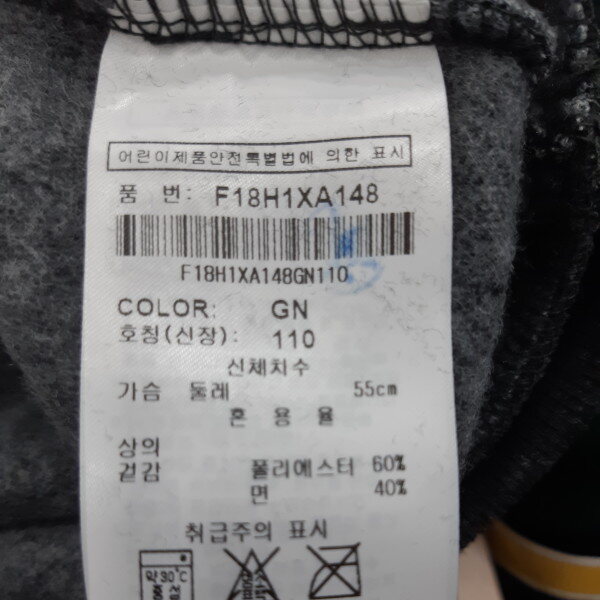 어린이제품안전특별법에 의한 표시
품 번: F18H1XA148
F18H1XA148GN110
COLOR: GN
호칭(신장): 110
신체치수
가슴 둘레 55cm
혼 용 율
상의
겉감 폴리에스터 60%
면 40%
취급주의 표시
약30℃
중성